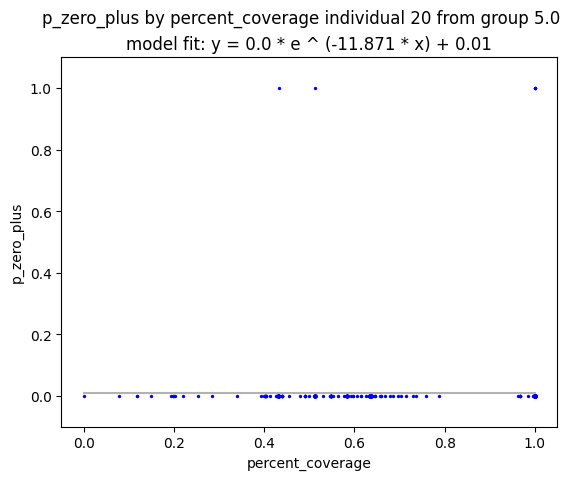 p_zero_plus by percent_coverage individual 20 from group 5.0
model fit: y = 0.0 * e ^ (-11.871 * x) + 0.01
1.0
0.8
0.6
0.4
0.2
0.0
p_zero_plus
0.0 0.2 0.4 0.6 0.8 1.0
percent_coverage